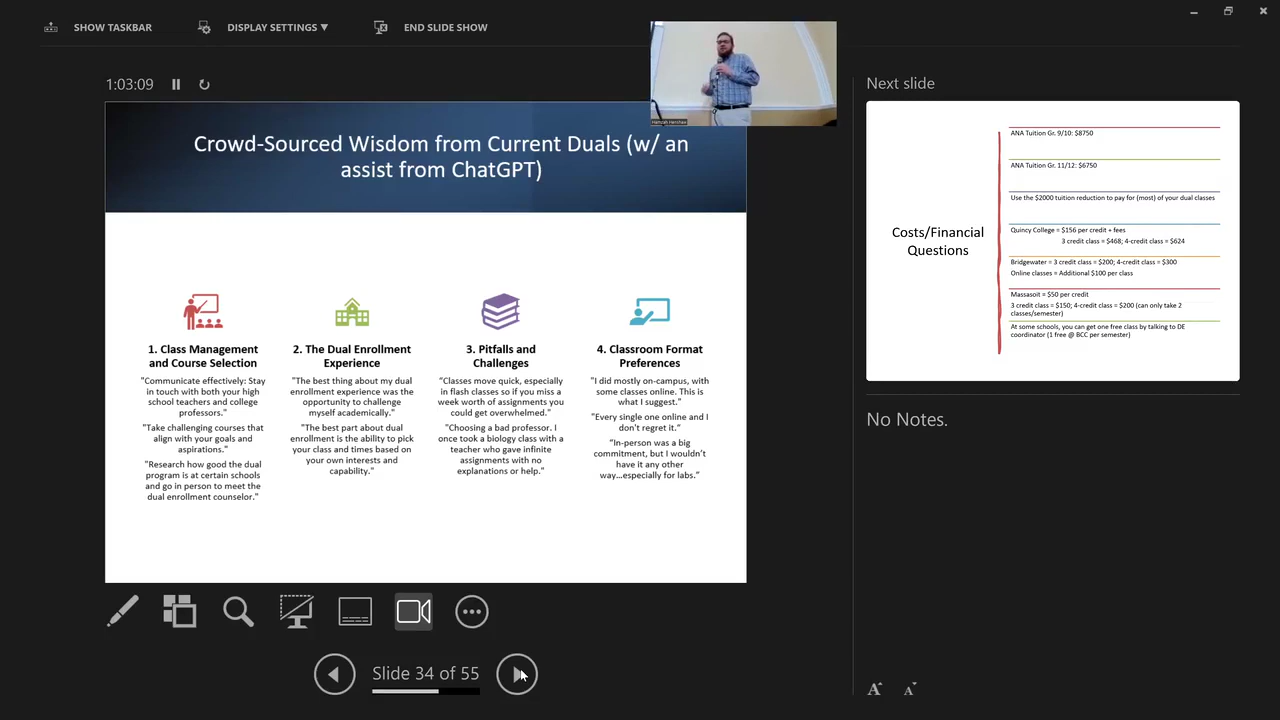 SHOW TASKBAR
DISPLAY SETTINGS ▼
END SLIDE SHOW
1:03:09
Crowd-Sourced Wisdom from Current Duals (w/ an
assist from ChatGPT)
1. Class Management
and Course Selection
"Communicate effectively: Stay
in touch with both your high
school teachers and college
professors."
"Take challenging courses that
align with your goals and
aspirations."
"Research how good the dual
program is at certain schools
and go in person to meet the
dual enrollment counselor."
2. The Dual Enrollment
Experience
"The best thing about my dual
enrollment experience was the
opportunity to challenge
myself academically."
"The best part about dual
enrollment is the ability to pick
your class and times based on
your own interests and
capability."
3. Pitfalls and
Challenges
"Classes move quick, especially
in flash classes so if you miss a
week worth of assignments you
could get overwhelmed."
"Choosing a bad professor. I
once took a biology class with a
teacher who gave infinite
assignments with no
explanations or help."
4. Classroom Format
Preferences
"I did mostly on-campus, with
some classes online. This is
what I suggest."
"Every single one online and I
don't regret it."
"In-person was a big
commitment, but I wouldn't
have it any other
way…especially for labs."
Slide 34 of 55
Next slide
Costs/Financial
Questions
ANA Tuition Gr. 9/10: $8750
ANA Tuition Gr. 11/12: $6750
Use the $2000 tuition reduction to pay for (most) of your dual classes
Quincy College = $156 per credit + fees
3 credit class = $468; 4-credit class = $624
Bridgewater = 3 credit class = $200; 4-credit class = $300
Online classes = Additional $100 per class
Massasoit = $50 per credit
3 credit class = $150; 4-credit class = $200 (can only take 2
classes/semester)
At some schools, you can get one free class by talking to DE
coordinator (1 free @ BCC per semester)
No Notes.
A A